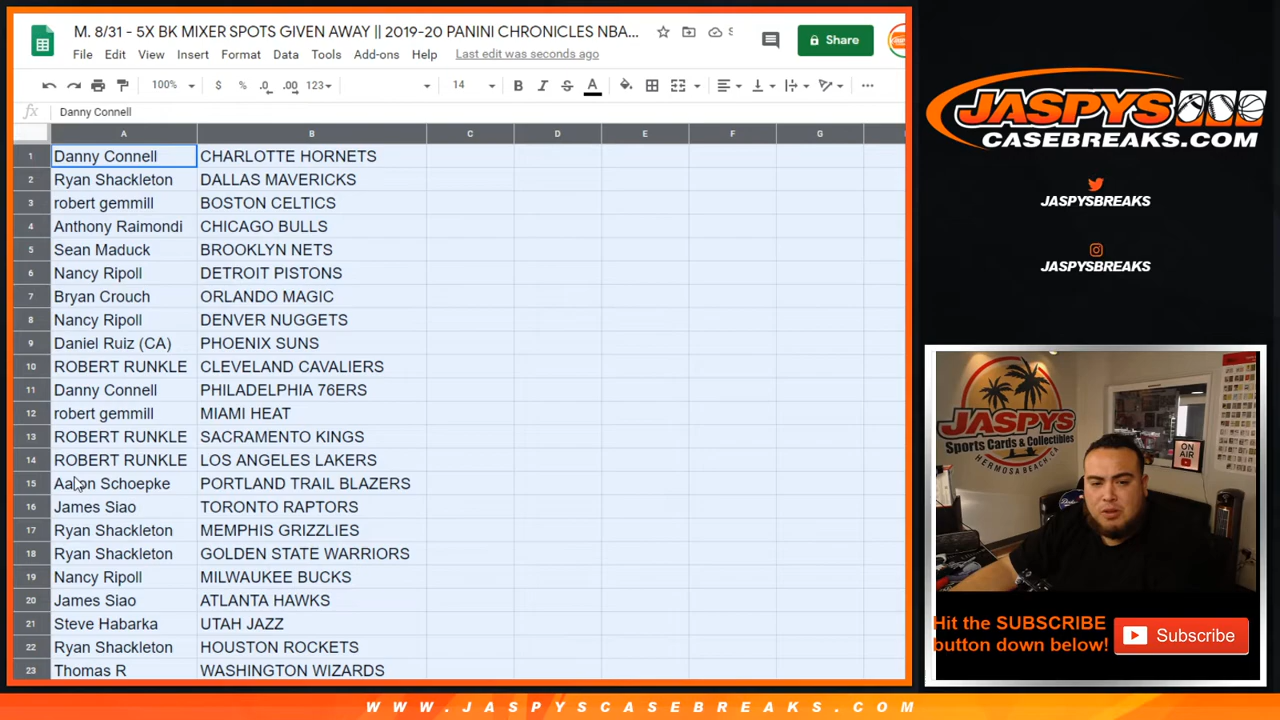 M. 8/31 - 5X BK MIXER SPOTS GIVEN AWAY || 2019-20 PANINI CHRONICLES NBA...
File Edit View Insert Format Data Tools Add-ons Help Last edit was seconds ago
Share
100% $ % .0 .00 123 14 B I S A
fx Danny Connell
A B C D E F G
1 Danny Connell CHARLOTTE HORNETS
2 Ryan Shackleton DALLAS MAVERICKS
3 robert gemmill BOSTON CELTICS
4 Anthony Raimondi CHICAGO BULLS
5 Sean Maduck BROOKLYN NETS
6 Nancy Ripoll DETROIT PISTONS
7 Bryan Crouch ORLANDO MAGIC
8 Nancy Ripoll DENVER NUGGETS
9 Daniel Ruiz (CA) PHOENIX SUNS
10 ROBERT RUNKLE CLEVELAND CAVALIERS
11 Danny Connell PHILADELPHIA 76ERS
12 robert gemmill MIAMI HEAT
13 ROBERT RUNKLE SACRAMENTO KINGS
14 ROBERT RUNKLE LOS ANGELES LAKERS
15 Aaron Schoepke PORTLAND TRAIL BLAZERS
16 James Siao TORONTO RAPTORS
17 Ryan Shackleton MEMPHIS GRIZZLIES
18 Ryan Shackleton GOLDEN STATE WARRIORS
19 Nancy Ripoll MILWAUKEE BUCKS
20 James Siao ATLANTA HAWKS
21 Steve Habarka UTAH JAZZ
22 Ryan Shackleton HOUSTON ROCKETS
23 Thomas R WASHINGTON WIZARDS
JASPYS
CASEBREAKS.COM
JASPYSBREAKS
JASPYSBREAKS
JASPYS
Sports Cards & Collectibles
HERMOSA BEACH, CA
ON AIR
Hit the SUBSCRIBE
button down below!
Subscribe
WWW.JASPYSCASEBREAKS.COM